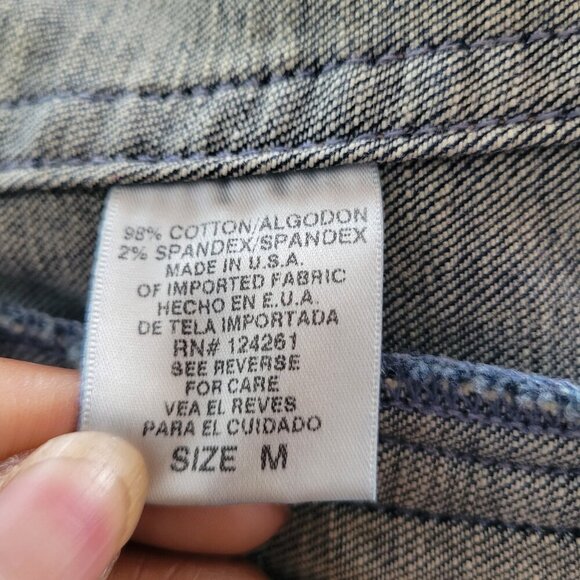 98% COTTON/ALGODON
2% SPANDEX/SPANDEX
MADE IN U.S.A.
OF IMPORTED FABRIC
HECHO EN E.U.A.
DE TELA IMPORTADA
RN# 124261
SEE REVERSE
FOR CARE
VEA EL REVES
PARA EL CUIDADO
SIZE M